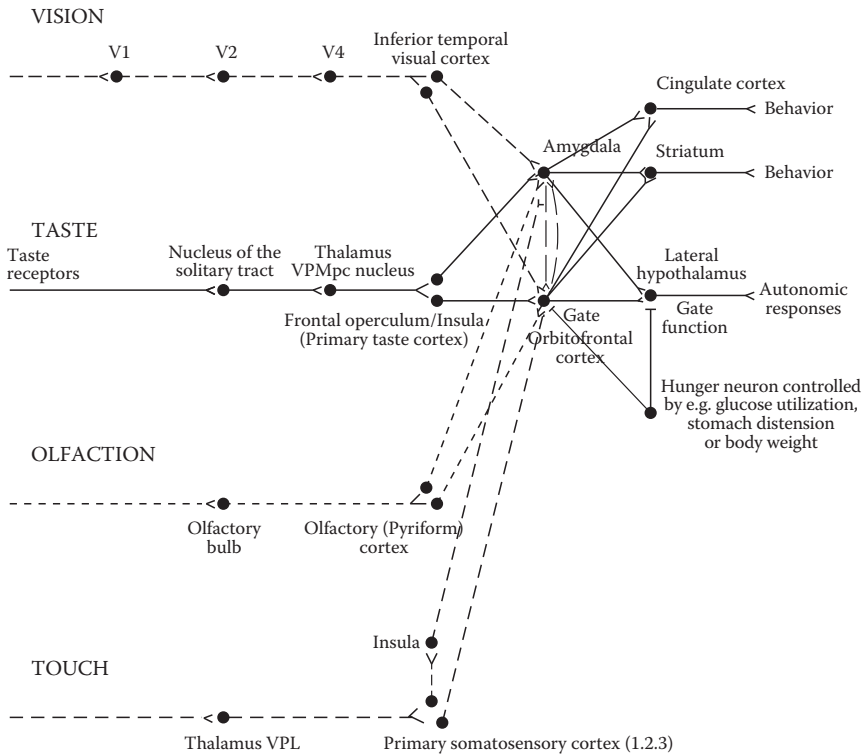 VISION
V1
V2
V4
Inferior temporal
visual cortex
Cingulate cortex
Behavior
Amygdala
Striatum
Behavior
TASTE
Taste
receptors
Nucleus of the
solitary tract
Thalamus
VPMpc nucleus
Frontal operculum/Insula
(Primary taste cortex)
Gate
Orbitofrontal
cortex
Lateral
hypothalamus
Gate
function
Autonomic
responses
Hunger neuron controlled
by e.g. glucose utilization,
stomach distension
or body weight
OLFACTION
Olfactory
bulb
Olfactory (Pyriform)
cortex
Insula
TOUCH
Thalamus VPL
Primary somatosensory cortex (1.2.3)